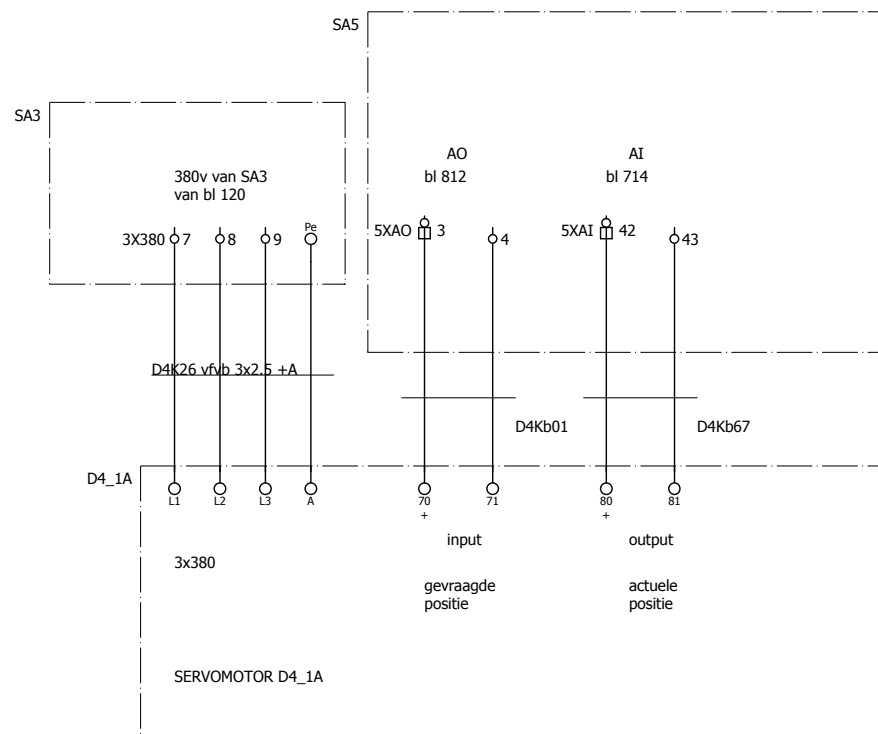 SA5
SA3
AO
AI
380v van SA3
van bl 120
bl 812
bl 714
Pe
3X380 7 8 9
5XAO 3 4
5XAI 42 43
D4K26 vfvb 3x2.5 +A
D4Kb01
D4Kb67
D4_1A
L1 L2 L3 A
70 71
80 81
+
+
input
output
3x380
gevraagde
positie
actuele
positie
SERVOMOTOR D4_1A